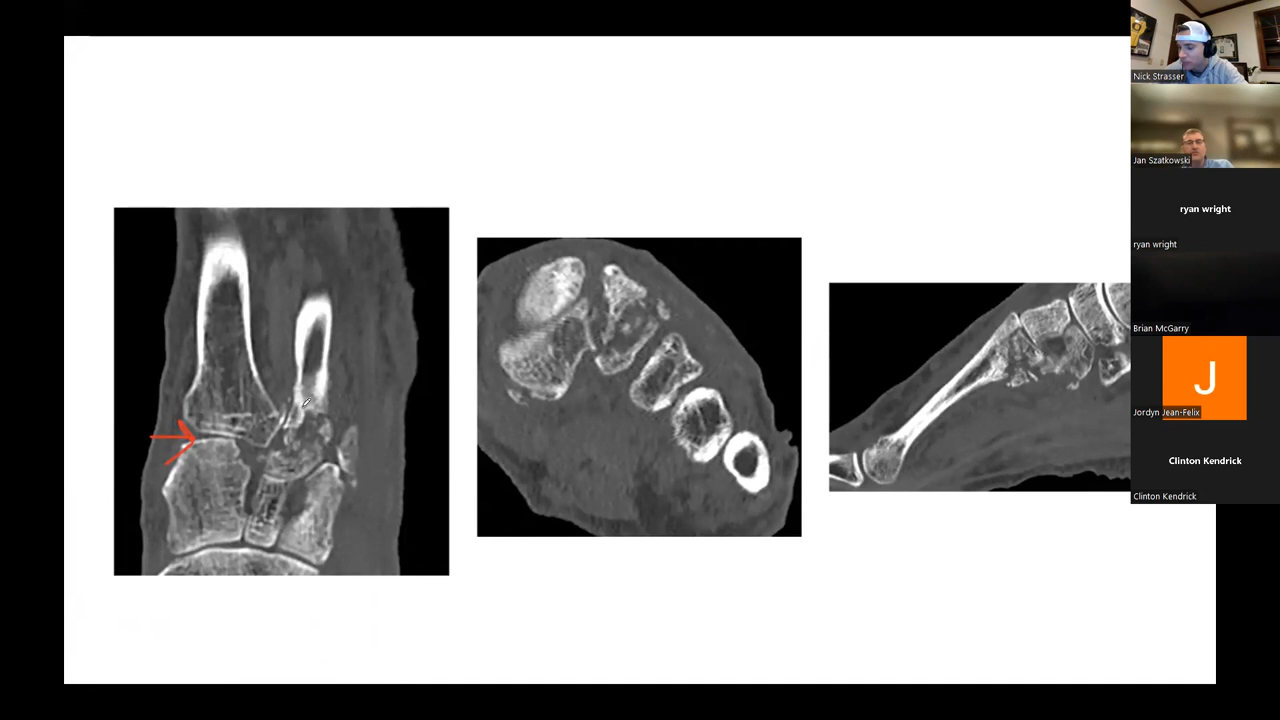 Nick Strasser
Jan Szatkowski
ryan wright
ryan wright
Brian McGarry
J
Jordyn Jean-Felix
Clinton Kendrick
Clinton Kendrick